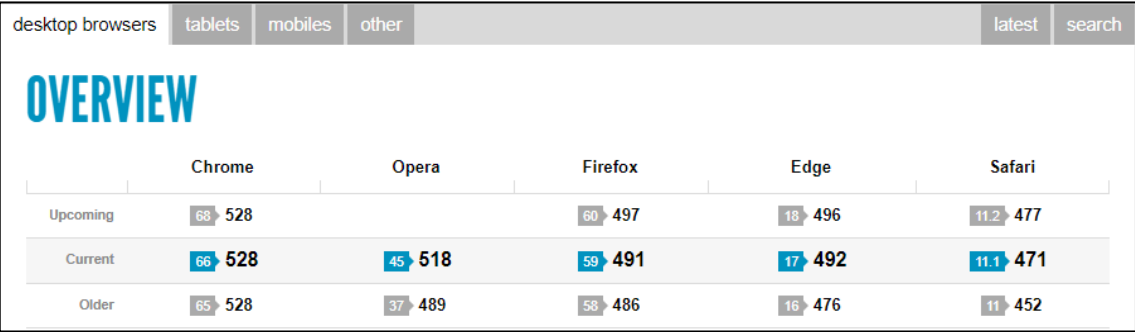 desktop browsers tablets mobiles other latest search
OVERVIEW
Chrome Opera Firefox Edge Safari
Upcoming 68 528 60 497 18 496 11.2 477
Current 66 528 45 518 59 491 17 492 11.1 471
Older 65 528 37 489 58 486 16 476 11 452